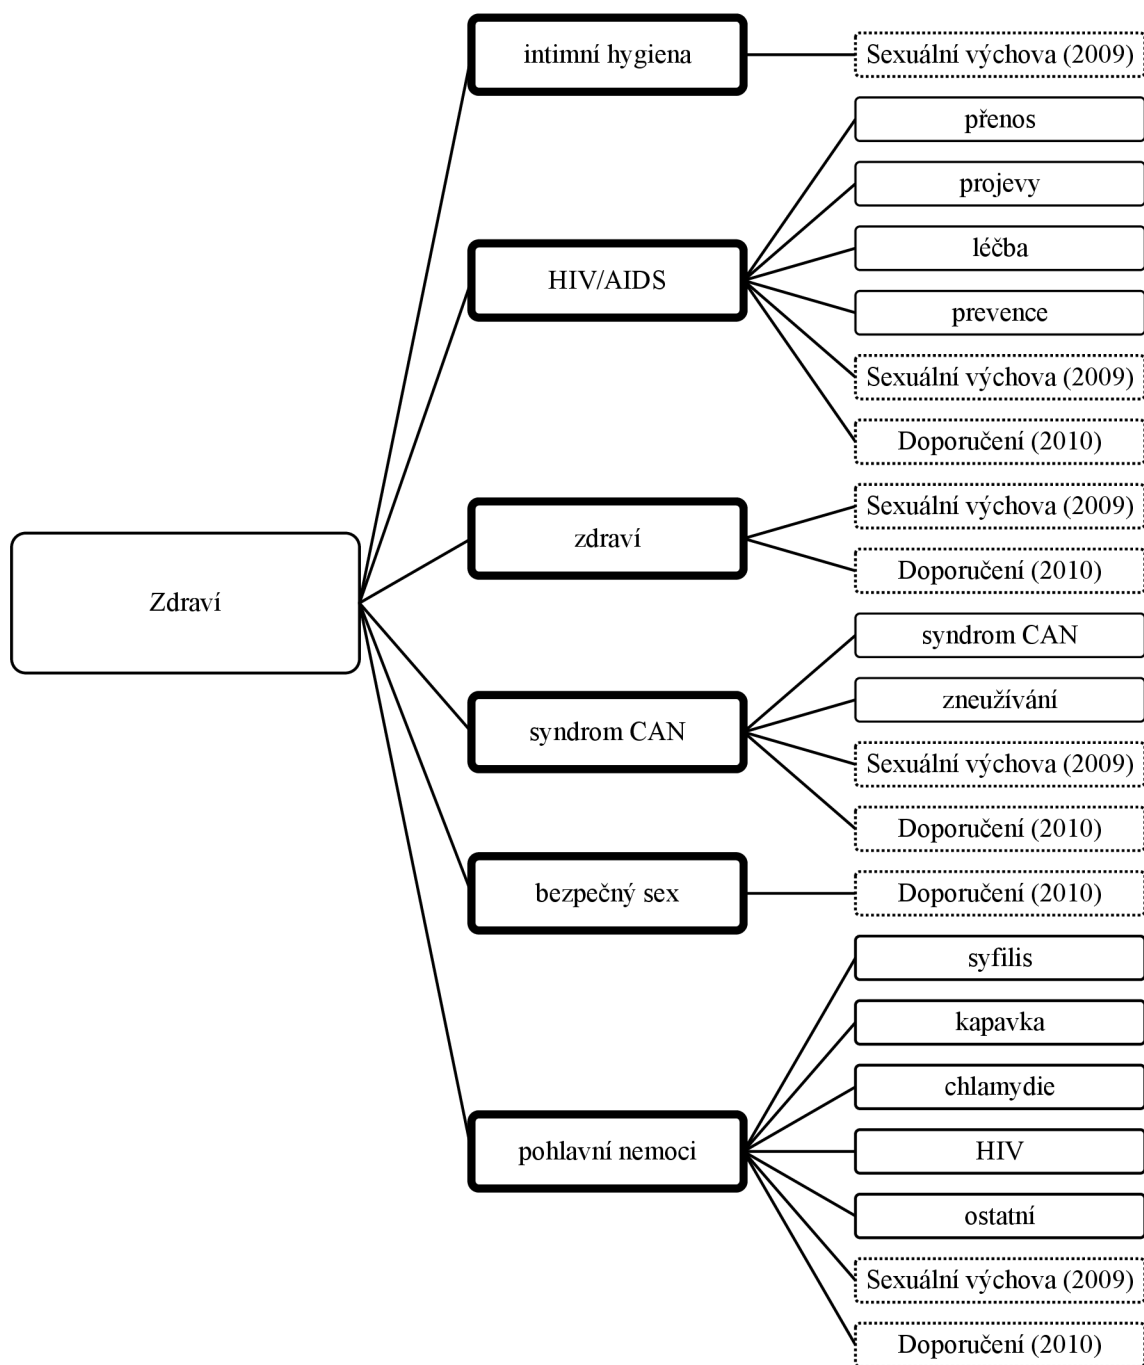 Zdraví
intimní hygiena
Sexuální výchova (2009)
HIV/AIDS
přenos
projevy
léčba
prevence
Sexuální výchova (2009)
Doporučení (2010)
zdraví
Sexuální výchova (2009)
Doporučení (2010)
syndrom CAN
syndrom CAN
zneužívání
Sexuální výchova (2009)
Doporučení (2010)
bezpečný sex
Doporučení (2010)
pohlavní nemoci
syfilis
kapavka
chlamydie
HIV
ostatní
Sexuální výchova (2009)
Doporučení (2010)